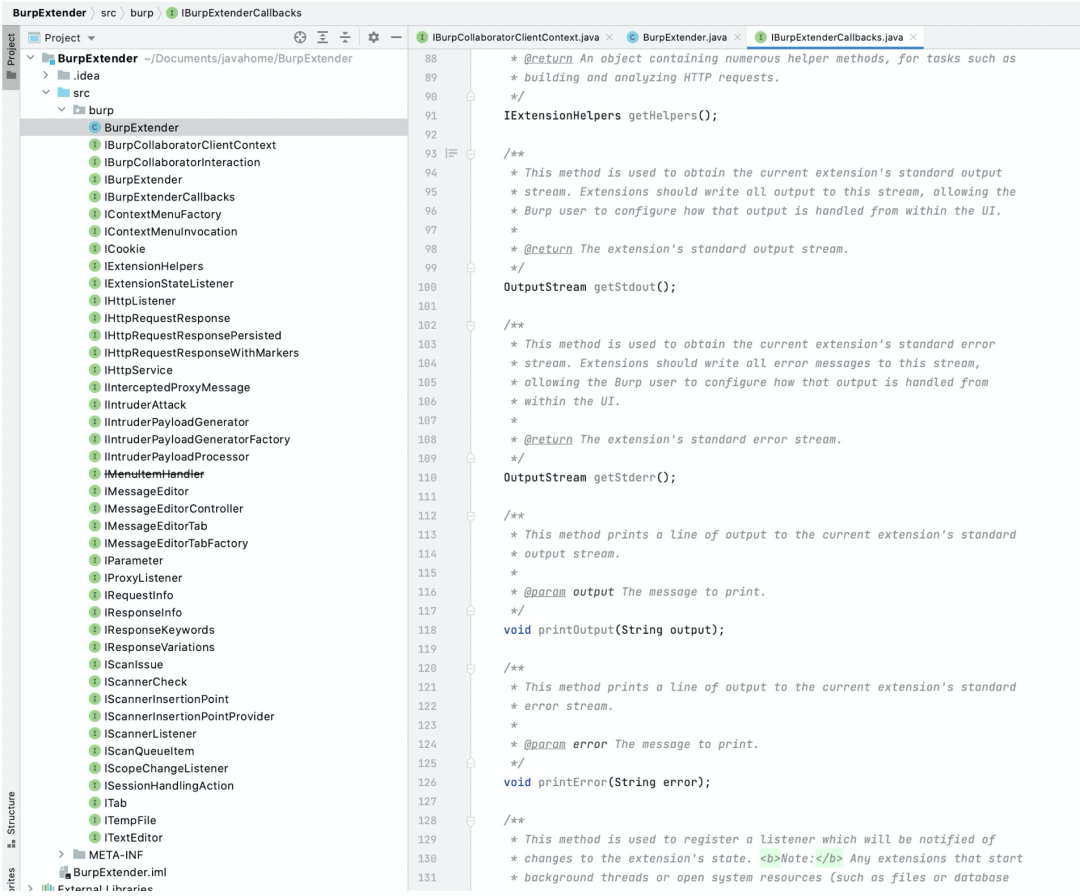 BurpExtender src burp IBurpExtenderCallbacks
Project
Project
Structure
rites
BurpExtender ~/Documents/javahome/BurpExtender
.idea
src
burp
BurpExtender
IBurpCollaboratorClientContext
IBurpCollaboratorInteraction
IBurpExtender
IBurpExtenderCallbacks
IContextMenuFactory
IContextMenuInvocation
ICookie
IExtensionHelpers
IExtensionStateListener
IHttpListener
IHttpRequestResponse
IHttpRequestResponsePersisted
IHttpRequestResponseWithMarkers
IHttpService
IInterceptedProxyMessage
IIntruderAttack
IIntruderPayloadGenerator
IIntruderPayloadGeneratorFactory
IIntruderPayloadProcessor
IMenuItemHandler
IMessageEditor
IMessageEditorController
IMessageEditorTab
IMessageEditorTabFactory
IParameter
IProxyListener
IRequestInfo
IResponseInfo
IResponseKeywords
IResponseVariations
IScanIssue
IScannerCheck
IScannerInsertionPoint
IScannerInsertionPointProvider
IScannerListener
IScanQueueItem
IScopeChangeListener
ISessionHandlingAction
ITab
ITempFile
ITextEditor
META-INF
BurpExtender.iml
External Libraries
IBurpCollaboratorClientContext.java BurpExtender.java IBurpExtenderCallbacks.java
88 * @return An object containing numerous helper methods, for tasks such as
89 * building and analyzing HTTP requests.
90 */
91 IExtensionHelpers getHelpers();
92
93 /**
94 * This method is used to obtain the current extension's standard output
95 * stream. Extensions should write all output to this stream, allowing the
96 * Burp user to configure how that output is handled from within the UI.
97 *
98 * @return The extension's standard output stream.
99 */
100 OutputStream getStdout();
101
102 /**
103 * This method is used to obtain the current extension's standard error
104 * stream. Extensions should write all error messages to this stream,
105 * allowing the Burp user to configure how that output is handled from
106 * within the UI.
107 *
108 * @return The extension's standard error stream.
109 */
110 OutputStream getStderr();
111
112 /**
113 * This method prints a line of output to the current extension's standard
114 * output stream.
115 *
116 * @param output The message to print.
117 */
118 void printOutput(String output);
119
120 /**
121 * This method prints a line of output to the current extension's standard
122 * error stream.
123 *
124 * @param error The message to print.
125 */
126 void printError(String error);
127
128 /**
129 * This method is used to register a listener which will be notified of
130 * changes to the extension's state. <b>Note:</b> Any extensions that start
131 * background threads or open system resources (such as files or database